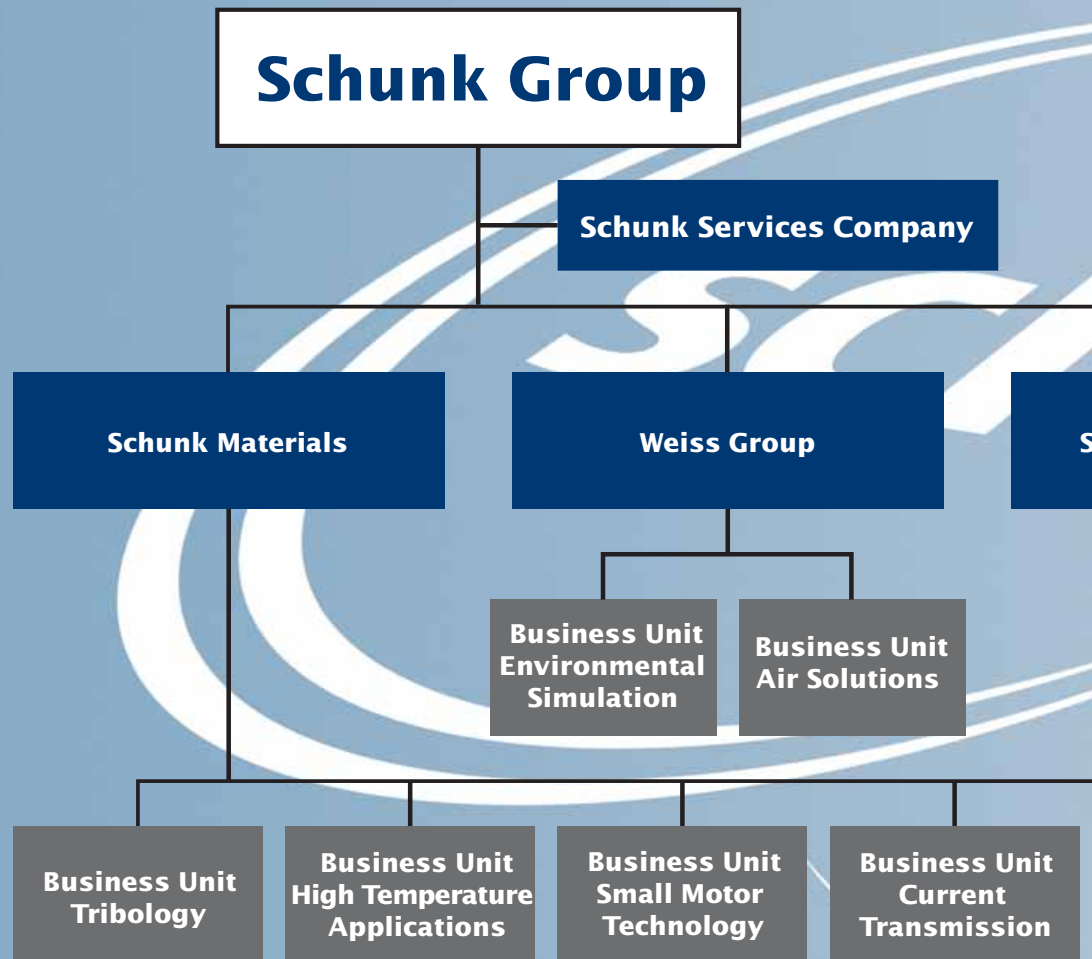 Schunk Group
Schunk Services Company
Schunk Materials
Weiss Group
S
Business Unit
Environmental
Simulation
Business Unit
Air Solutions
Business Unit
Tribology
Business Unit
High Temperature
Applications
Business Unit
Small Motor
Technology
Business Unit
Current
Transmission